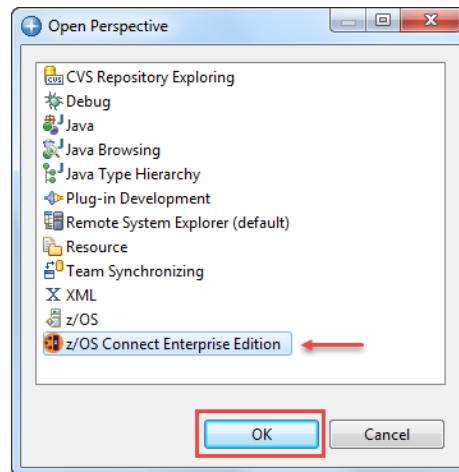 Open Perspective
CVS CVS Repository Exploring
Debug
Java
Java Browsing
Java Type Hierarchy
Plug-in Development
Remote System Explorer (default)
Resource
Team Synchronizing
X XML
z/OS
z/OS Connect Enterprise Edition
OK Cancel